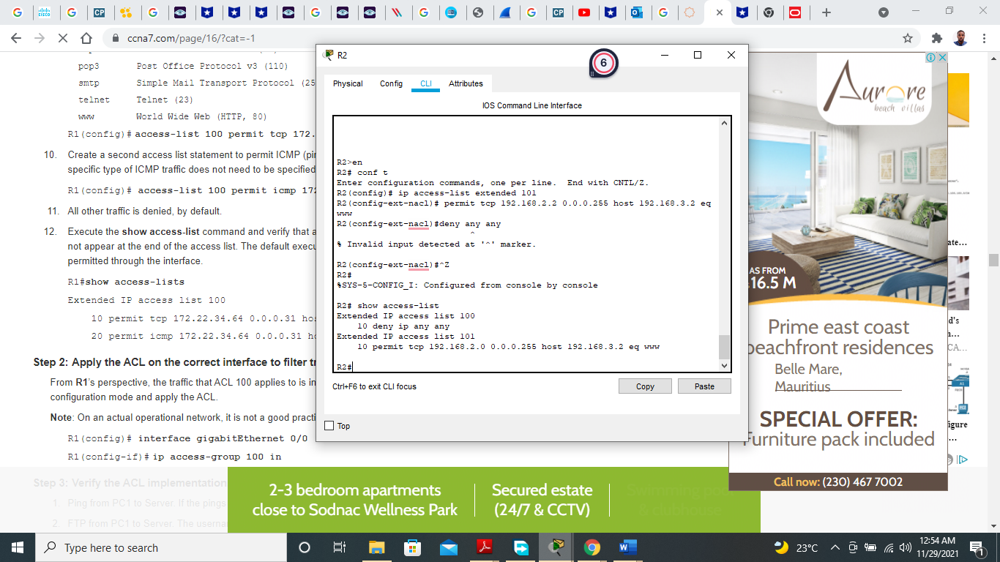 ccna7.com/page/16/?cat=-1
pop3 Post Office Protocol v3 (110)
smtp Simple Mail Transport Protocol (25
telnet Telnet (23)
www World Wide Web (HTTP, 80)
R1(config)# access-list 100 permit tcp 172.
10. Create a second access list statement to permit ICMP (pin
specific type of ICMP traffic does not need to be specified
R1(config)# access-list 100 permit icmp 172
11. All other traffic is denied, by default.
12. Execute the show access-list command and verify that a
not appear at the end of the access list. The default execu
permitted through the interface.
R1#show access-lists
Extended IP access list 100
10 permit tcp 172.22.34.64 0.0.0.31 hos
20 permit icmp 172.22.34.64 0.0.0.31 h
Step 2: Apply the ACL on the correct interface to filter tr
From R1's perspective, the traffic that ACL 100 applies to is in
configuration mode and apply the ACL.
Note: On an actual operational network, it is not a good practi
R1(config)# interface gigabitEthernet 0/0
R1(config-if)# ip access-group 100 in
Step 3: Verify the ACL implementation
1. Ping from PC1 to Server. If the pings
2. FTP from PC1 to Server. The userna
R2
6
Physical Config CLI Attributes
IOS Command Line Interface
R2>en
R2# conf t
Enter configuration commands, one per line. End with CNTL/Z.
R2(config)# ip access-list extended 101
R2(config-ext-nacl)# permit tcp 192.168.2.2 0.0.0.255 host 192.168.3.2 eq
www
R2(config-ext-nacl)#deny any any
^
% Invalid input detected at '^' marker.
R2(config-ext-nacl)#^Z
R2#
%SYS-5-CONFIG_I: Configured from console by console
R2# show access-list
Extended IP access list 100
10 deny ip any any
Extended IP access list 101
10 permit tcp 192.168.2.0 0.0.0.255 host 192.168.3.2 eq www
R2#
Ctrl+F6 to exit CLI focus
Copy Paste
Top
Aurore
beach villas
AS FROM
16.5 M
Prime east coast
beachfront residences
Belle Mare,
Mauritius
SPECIAL OFFER:
Furniture pack included
Call now: (230) 467 7002
2-3 bedroom apartments
close to Sodnac Wellness Park
Secured estate
(24/7 & CCTV)
Swimming pool
& clubhouse
Type here to search
23°C
12:54 AM
11/29/2021